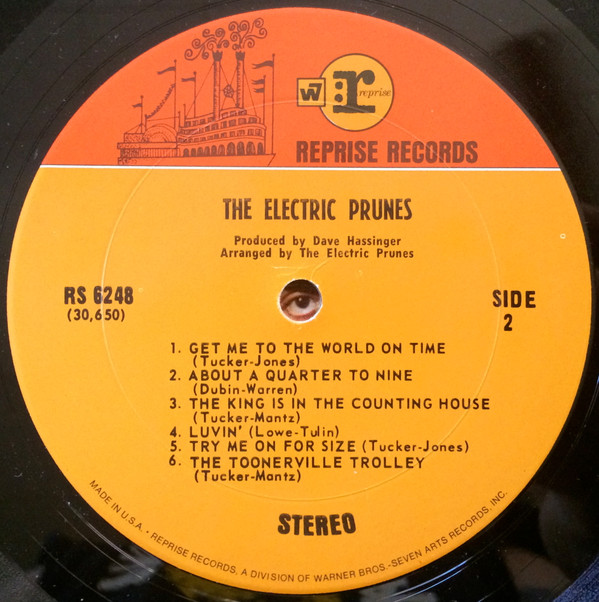 W7
r: reprise
REPRISE RECORDS
THE ELECTRIC PRUNES
Produced by Dave Hassinger
Arranged by The Electric Prunes
RS 6248
(30,650)
SIDE
2
1. GET ME TO THE WORLD ON TIME
(Tucker-Jones)
2. ABOUT A QUARTER TO NINE
(Dubin-Warren)
3. THE KING IS IN THE COUNTING HOUSE
(Tucker-Mantz)
4. LUVIN' (Lowe-Tulin)
5. TRY ME ON FOR SIZE (Tucker-Jones)
6. THE TOONERVILLE TROLLEY
(Tucker-Mantz)
STEREO
MADE IN U.S.A. • REPRISE RECORDS, A DIVISION OF WARNER BROS.-SEVEN ARTS RECORDS, INC.